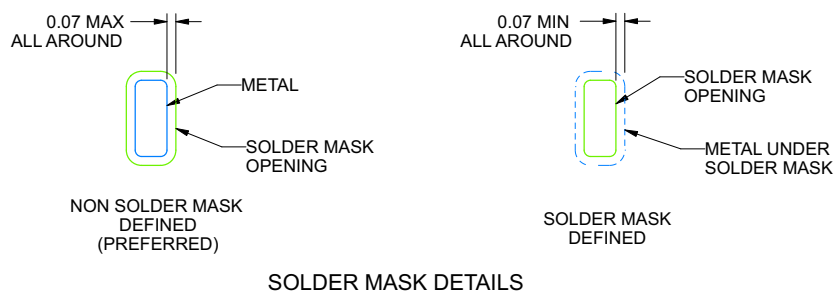 0.07 MAX
ALL AROUND
METAL
SOLDER MASK
OPENING
NON SOLDER MASK
DEFINED
(PREFERRED)
0.07 MIN
ALL AROUND
SOLDER MASK
OPENING
METAL UNDER
SOLDER MASK
SOLDER MASK
DEFINED
SOLDER MASK DETAILS